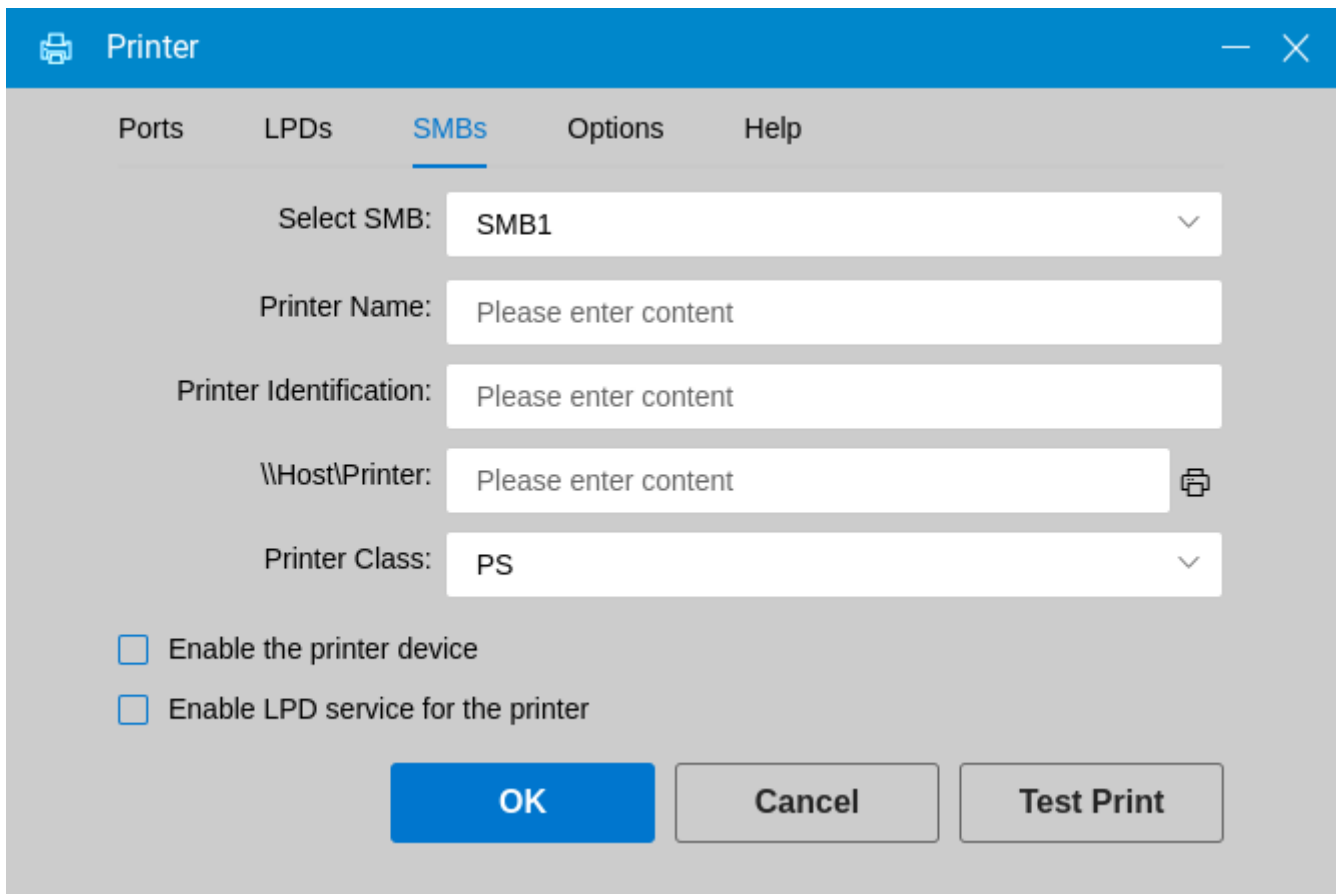 Printer
Ports LPDs SMBs Options Help
Select SMB: SMB1
Printer Name: Please enter content
Printer Identification: Please enter content
\\Host\Printer: Please enter content
Printer Class: PS
Enable the printer device
Enable LPD service for the printer
OK Cancel Test Print